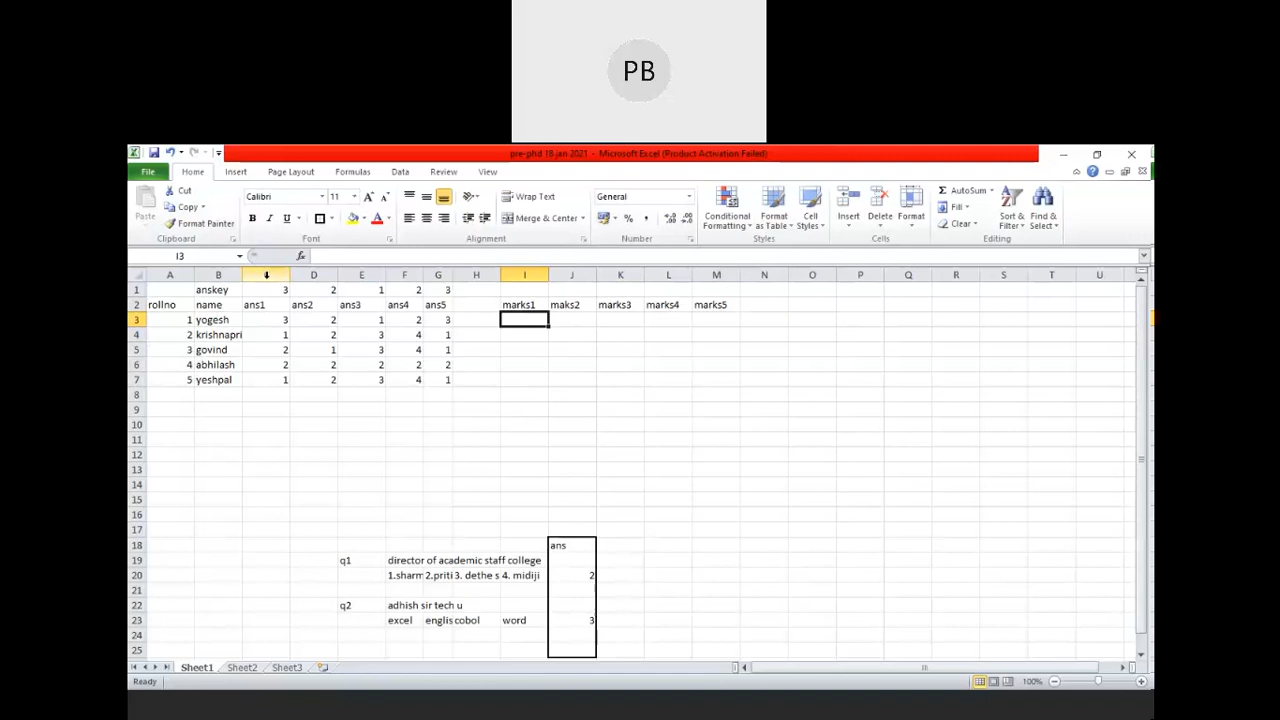 PB
pre-phd 18 jan 2021 - Microsoft Excel (Product Activation Failed)
File Home Insert Page Layout Formulas Data Review View
Cut
Copy
Format Painter
Paste
Clipboard
Calibri 11
B I U A
Font
Wrap Text
Merge & Center
Alignment
General
%
Number
Conditional Formatting
Format as Table
Cell Styles
Styles
Insert Delete Format
Cells
AutoSum
Fill
Clear
Sort & Filter
Find & Select
Editing
I3 fx
A B C D E F G H I J K L M N O P Q R S T U
1 anskey 3 2 1 2 3
2 rollno name ans1 ans2 ans3 ans4 ans5 marks1 maks2 marks3 marks4 marks5
3 1 yogesh 3 2 1 2 3
4 2 krishnapri 1 2 3 4 1
5 3 govind 2 1 3 4 1
6 4 abhilash 2 2 2 2 2
7 5 yeshpal 1 2 3 4 1
8
9
10
11
12
13
14
15
16
17
18 ans
19 q1 director of academic staff college
20 1.sharm 2.priti 3. dethe s 4. midiji 2
21
22 q2 adhish sir tech u
23 excel englis cobol word 3
24
25
Sheet1 Sheet2 Sheet3
Ready 100%